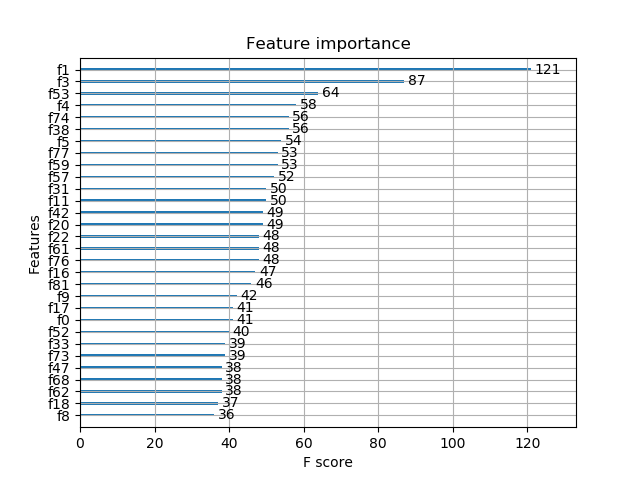 Feature importance
f1 121
f3 87
f53 64
f4 58
f74 56
f38 56
f5 54
f77 53
f59 53
f57 52
f31 50
f11 50
f42 49
f20 49
f22 48
f61 48
f76 48
f16 47
f81 46
f9 42
f17 41
f0 41
f52 40
f33 39
f73 39
f47 38
f68 38
f62 38
f18 37
f8 36
Features
0 20 40 60 80 100 120
F score